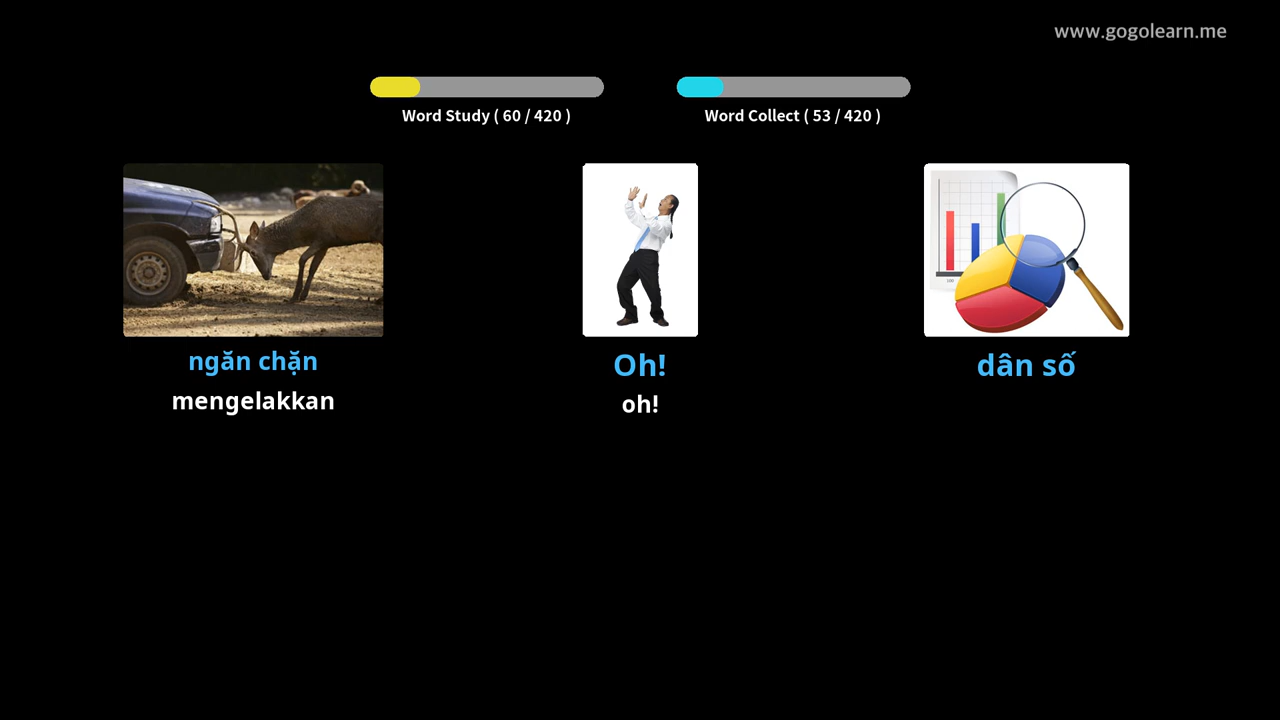 www.gogolearn.me
Word Study ( 60 / 420 )
Word Collect ( 53 / 420 )
ngăn chặn
mengelakkan
Oh!
oh!
dân số